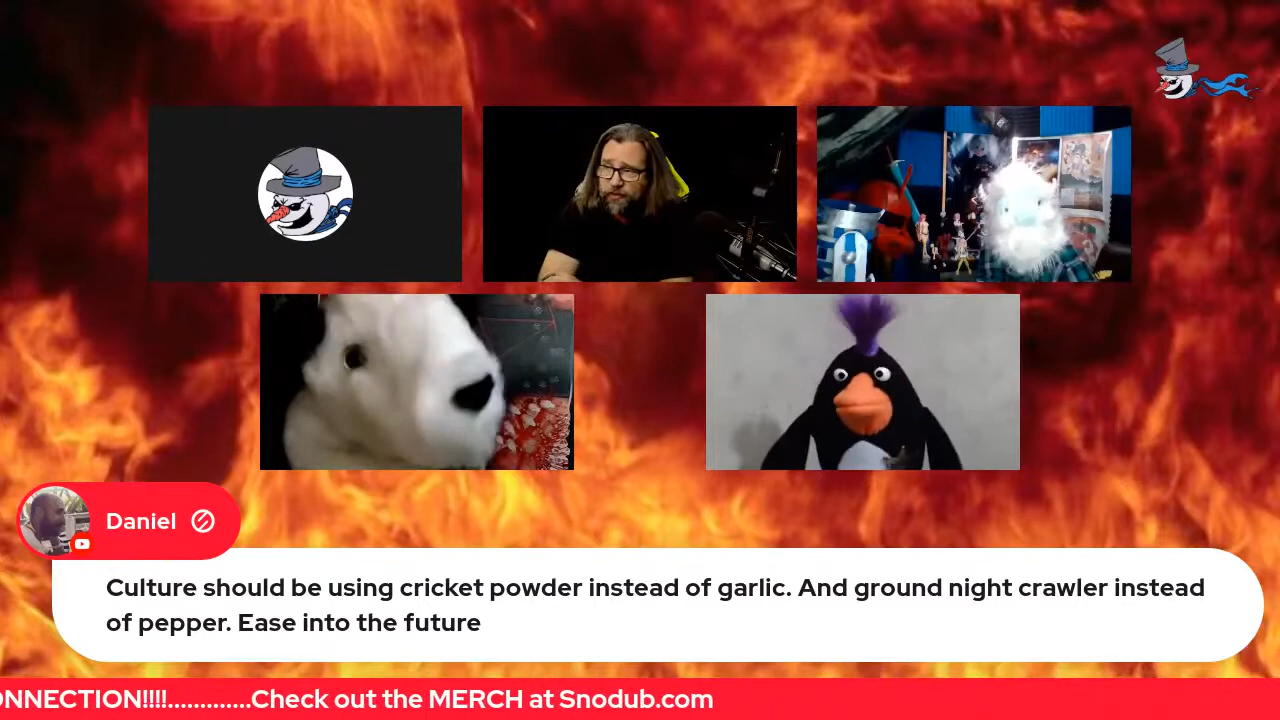 Daniel
Culture should be using cricket powder instead of garlic. And ground night crawler instead
of pepper. Ease into the future
ONNECTION!!!!.............Check out the MERCH at Snodub.com